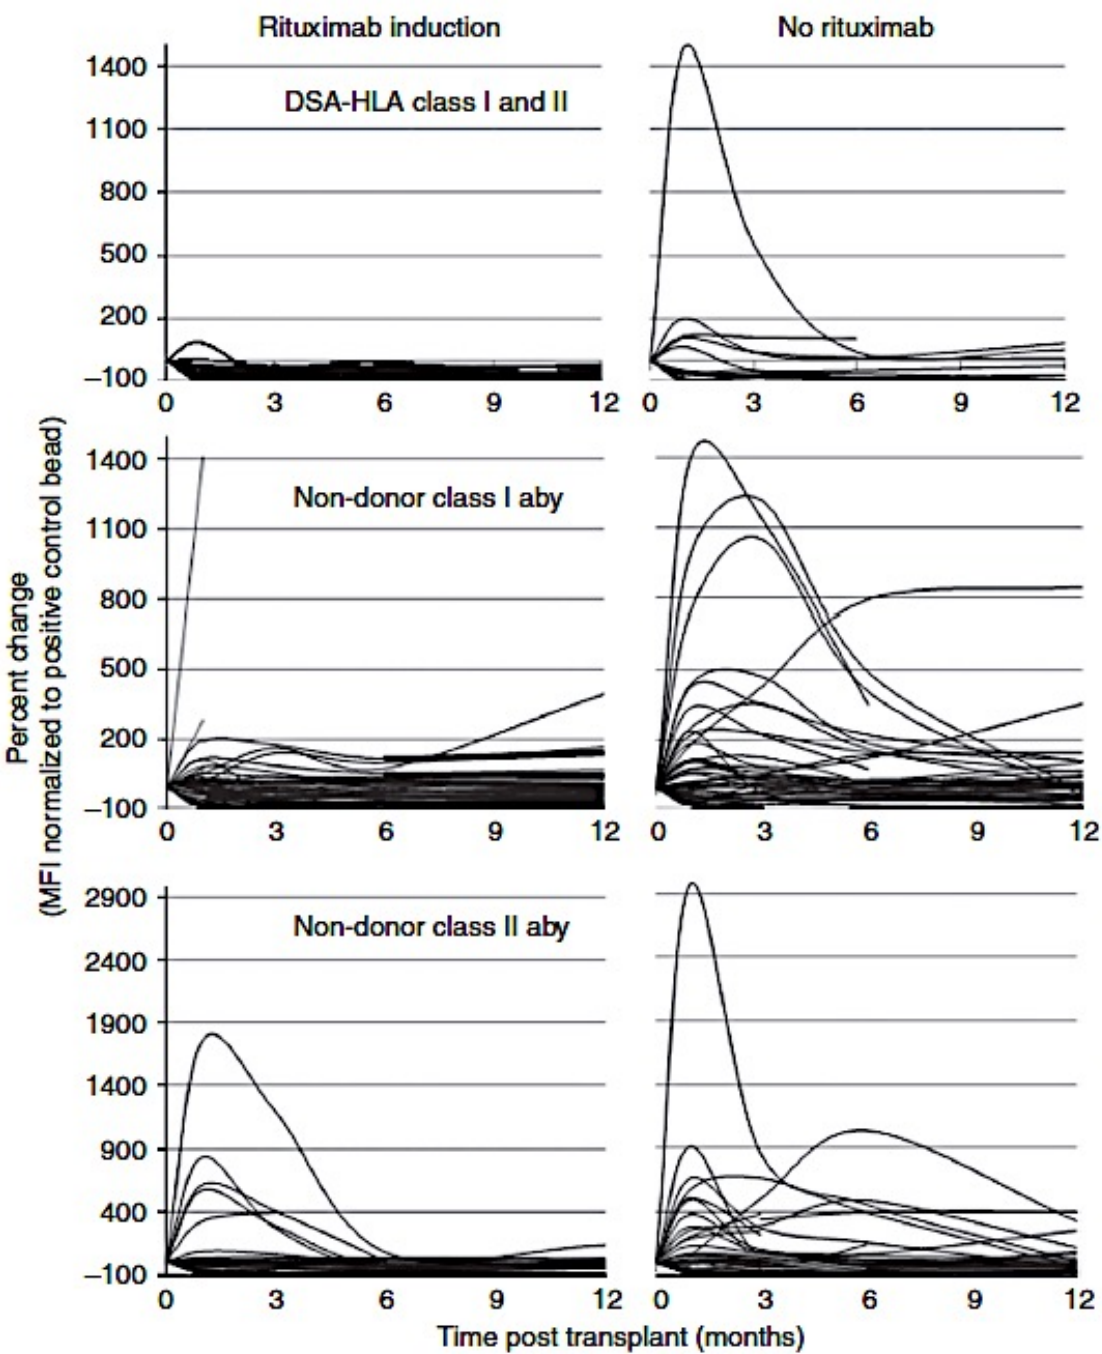 Rituximab induction
No rituximab
DSA-HLA class I and II
1400
1100
800
500
200
–100
0 3 6 9 12
0 3 6 9 12
Non-donor class I aby
1400
1100
800
500
200
–100
0 3 6 9 12
0 3 6 9 12
Percent change
(MFI normalized to positive control bead)
Non-donor class II aby
2900
2400
1900
1400
900
400
–100
0 3 6 9 12
0 3 6 9 12
Time post transplant (months)